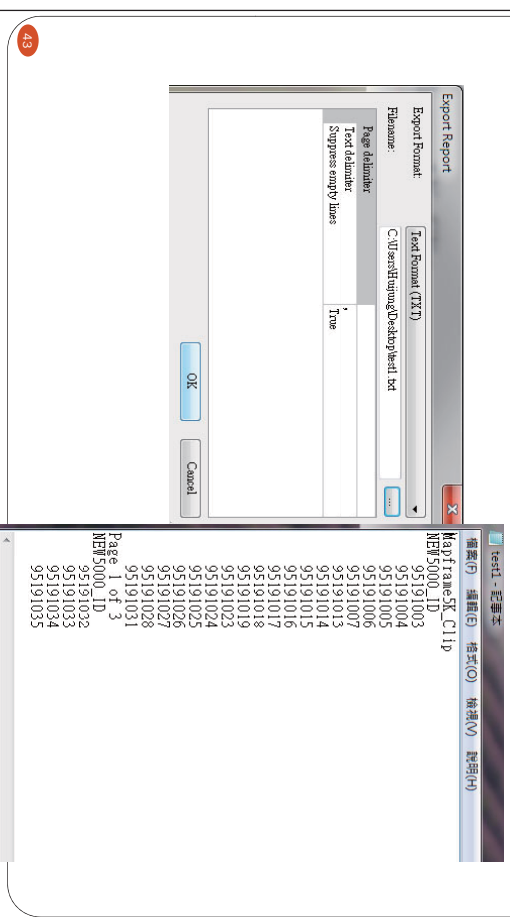 43
Export Report
X
Export Format:
Text Format (TXT)
Filename:
C:\Users\Huijung\Desktop\test1.txt
...
Page delimiter
Text delimiter ,
Suppress empty lines True
OK
Cancel
test1 - 記事本
檔案(F) 編輯(E) 格式(O) 檢視(V) 說明(H)
Mapframe5K_Clip
NEW5000_ID
95191003
95191004
95191005
95191006
95191007
95191013
95191014
95191015
95191016
95191017
95191018
95191019
95191023
95191024
95191025
95191026
95191027
95191028
95191031
Page 1 of 3
NEW5000_ID
95191032
95191033
95191034
95191035